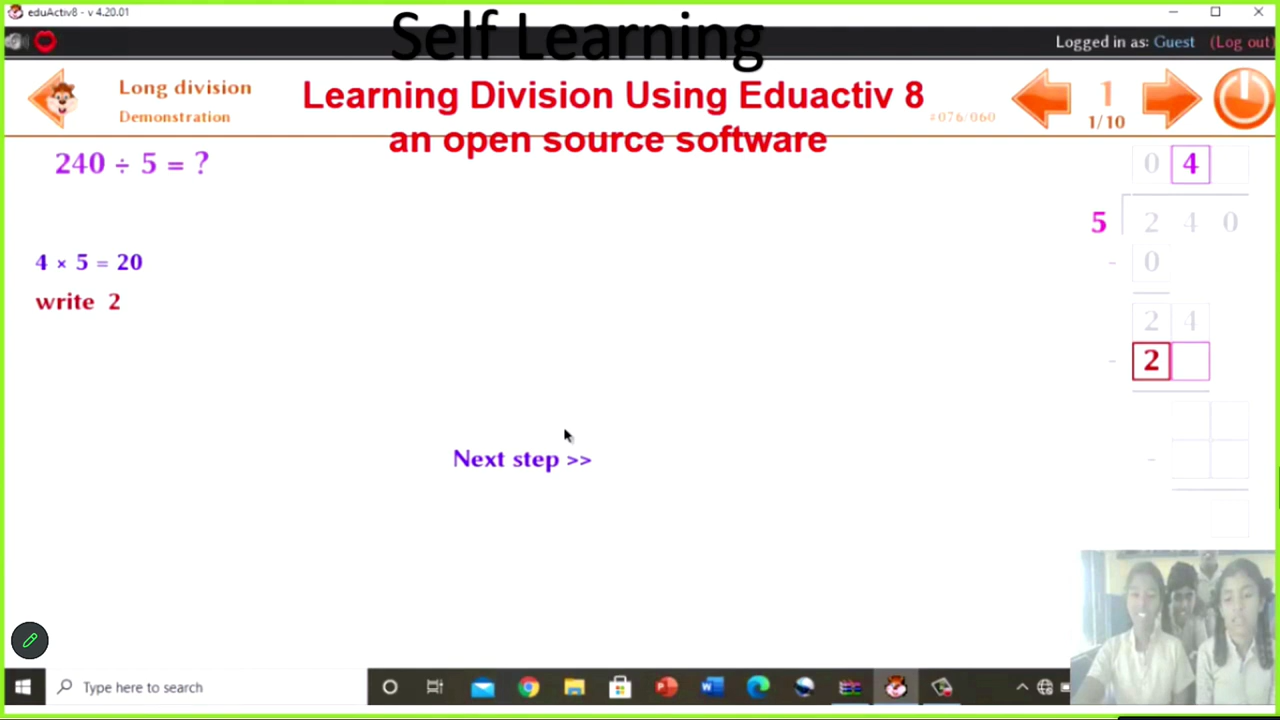 eduActiv8 - v 4.20.01
Self Learning
Logged in as: Guest (Log out)
Long division
Demonstration
Learning Division Using Eduactiv 8
an open source software
#076/060
1
1/10
240 ÷ 5 = ?
0 4
5 2 4 0
4 × 5 = 20
- 0
write 2
2 4
- 2
-
Next step >>
Type here to search